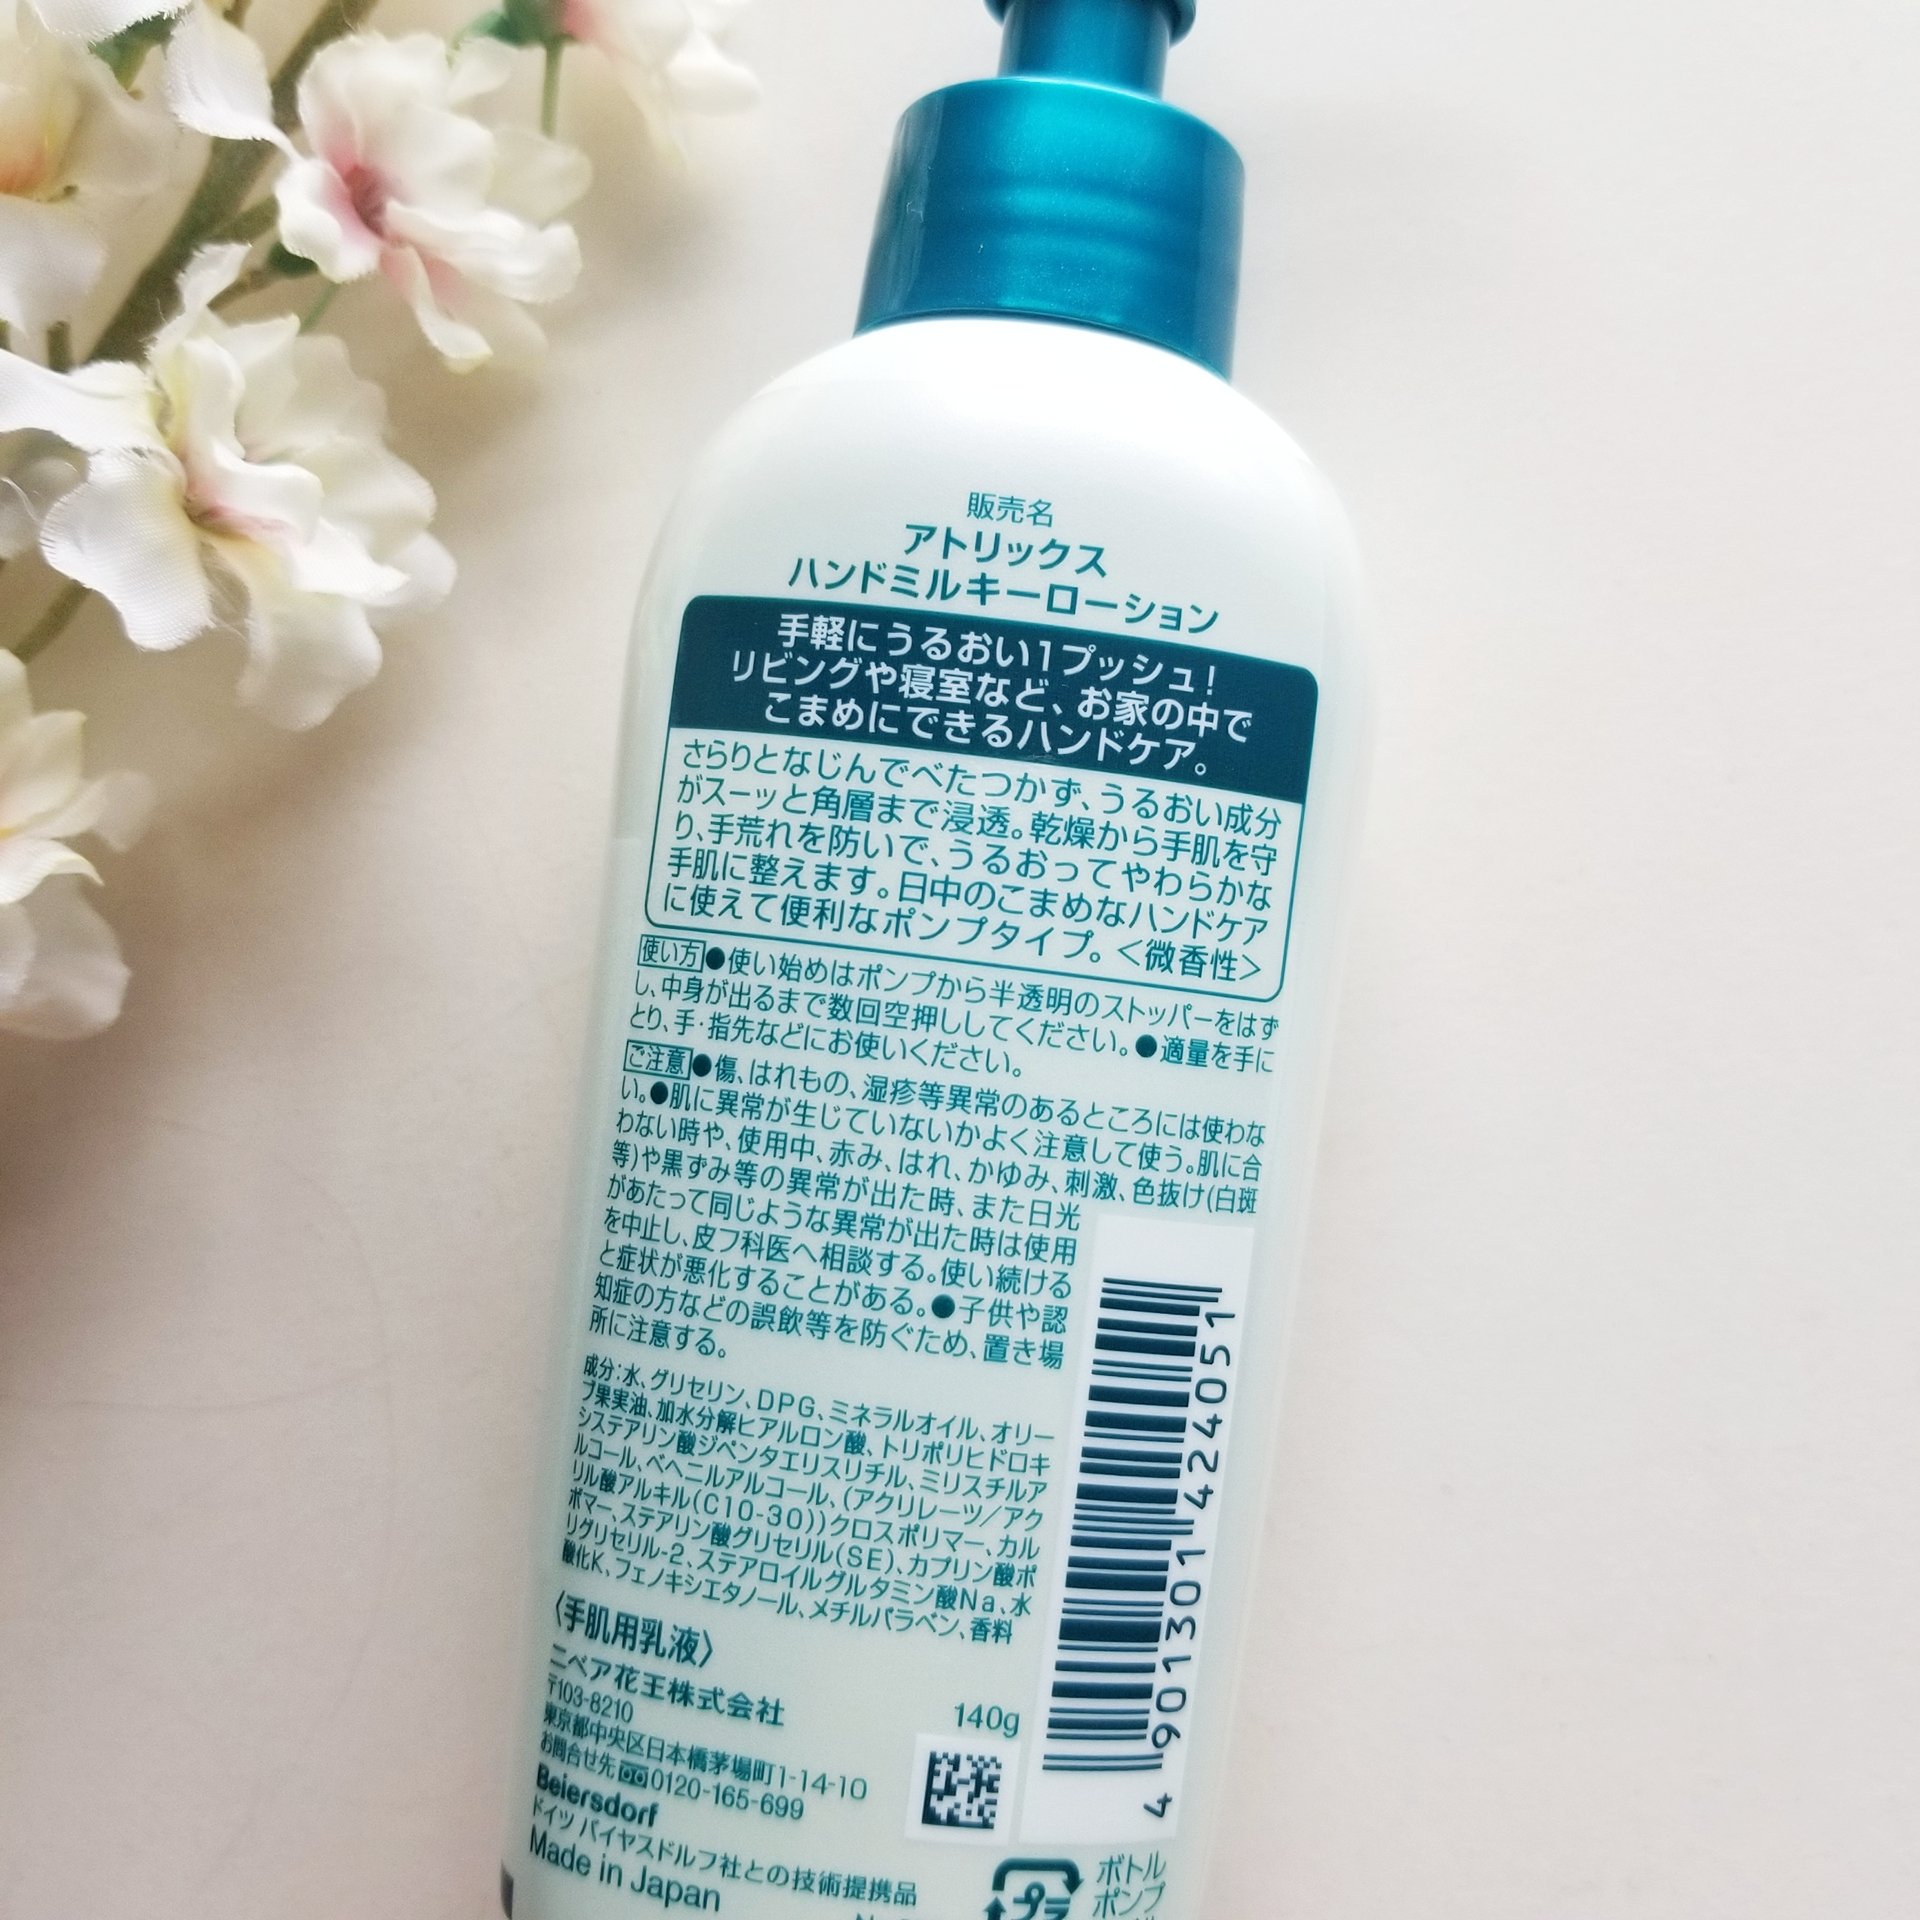 販売名
アトリックス
ハンドミルキーローション
手軽にうるおい1プッシュ!
リビングや寝室など、お家の中で
こまめにできるハンドケア。
さらりとなじんでべたつかず、うるおい成分
がスーッと角層まで浸透。乾燥から手肌を守
り、手荒れを防いで、うるおってやわらかな
手肌に整えます。日中のこまめなハンドケア
に使えて便利なポンプタイプ。<微香性>
使い方●使い始めはポンプから半透明のストッパーをはず
し、中身が出るまで数回空押ししてください。●適量を手に
とり、手・指先などにお使いください。
ご注意●傷、はれもの、湿疹等異常のあるところには使わな
い。●肌に異常が生じていないかよく注意して使う。肌に合
わない時や、使用中、赤み、はれ、かゆみ、刺激、色抜け(白斑
等)や黒ずみ等の異常が出た時、また日光
があたって同じような異常が出た時は使用
を中止し、皮フ科医へ相談する。使い続ける
と症状が悪化することがある。●子供や認
知症の方などの誤飲等を防ぐため、置き場
所に注意する。
成分:水、グリセリン、DPG、ミネラルオイル、オリー
ブ果実油、加水分解ヒアルロン酸、トリポリヒドロキ
システアリン酸ジペンタエリスリチル、ミリスチルア
ルコール、ベヘニルアルコール、(アクリレーツ/アク
リル酸アルキル(C10-30))クロスポリマー、カル
ボマー、ステアリン酸グリセリル(SE)、カプリン酸ポ
リグリセリル-2、ステアロイルグルタミン酸Na、水
酸化K、フェノキシエタノール、メチルパラベン、香料
〈手肌用乳液〉
ニベア花王株式会社
〒103-8210
東京都中央区日本橋茅場町1-14-10
お問合せ先 0120-165-699
Beiersdorf
ドイツ バイヤスドルフ社との技術提携品
Made in Japan
140g
4 901301 424051
プラ
ボトル
ポンプ